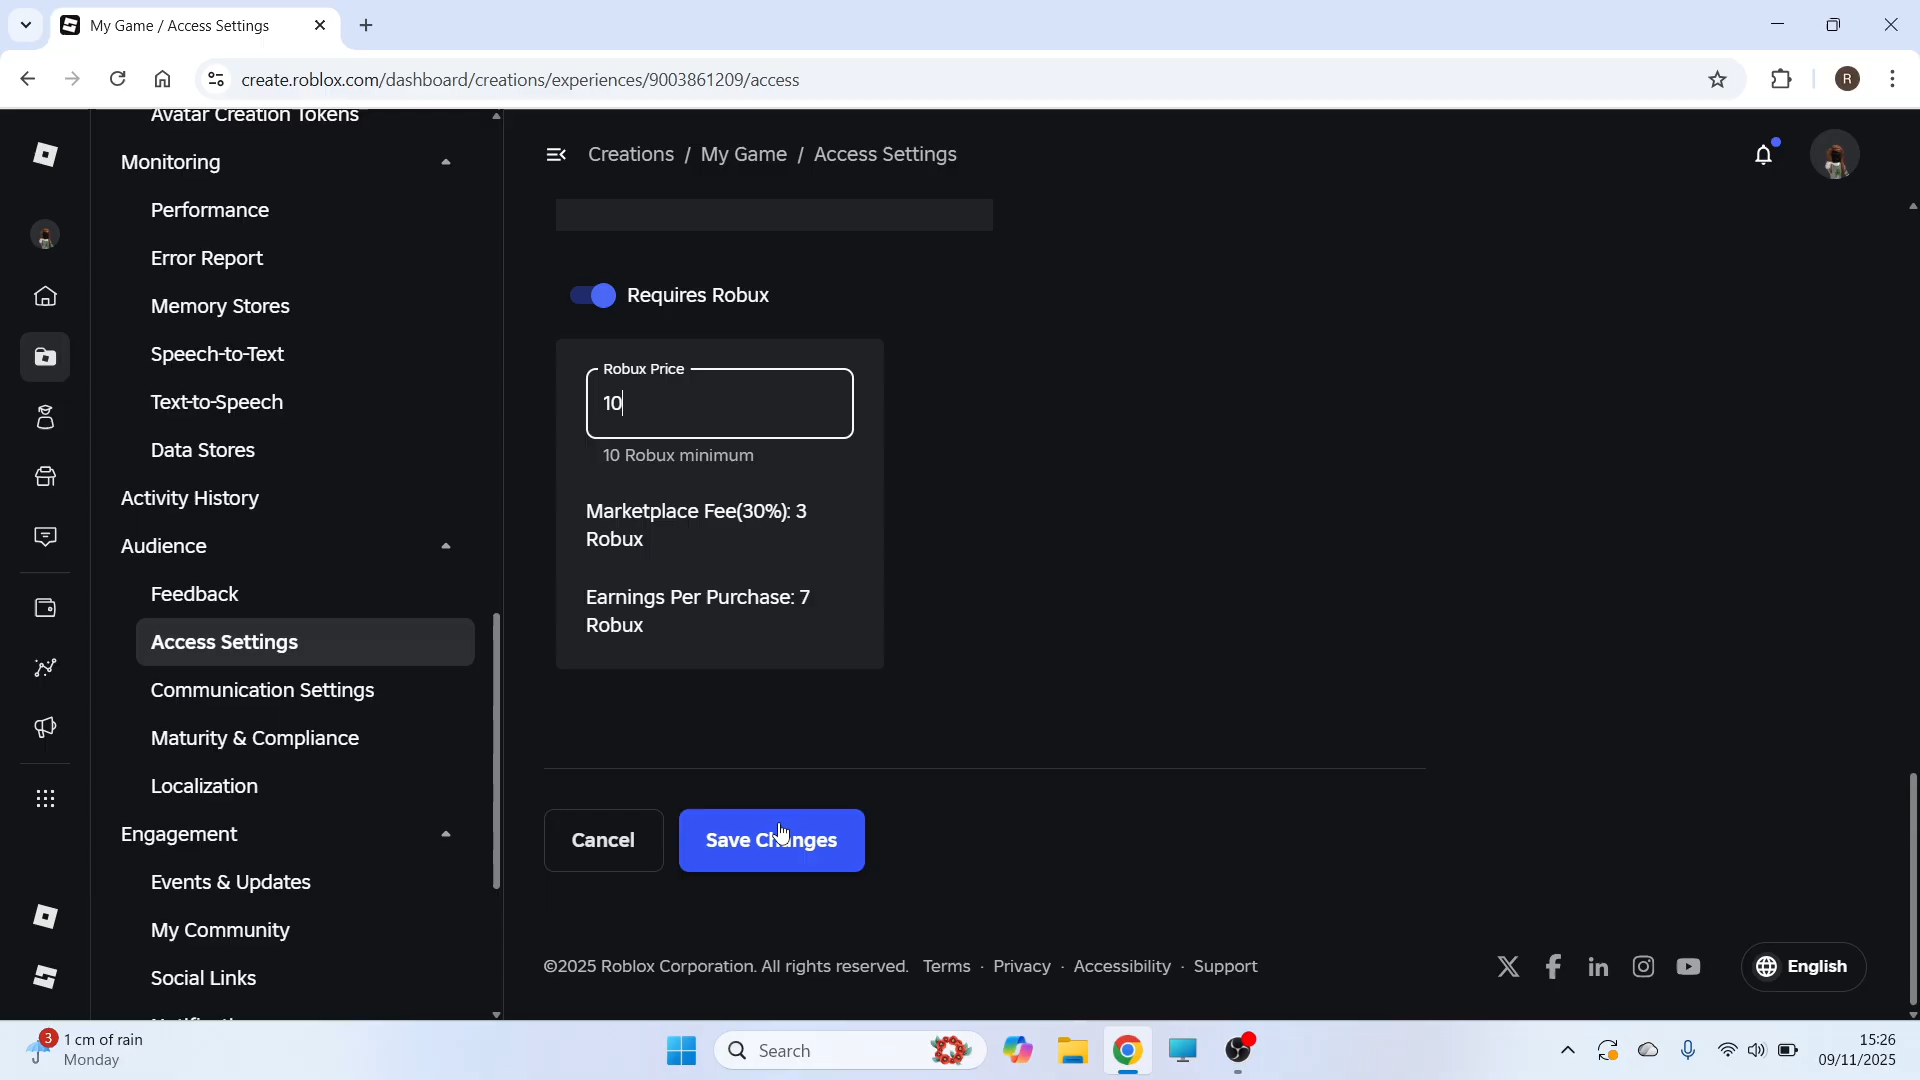 My Game / Access Settings
create.roblox.com/dashboard/creations/experiences/9003861209/access
R
Avatar Creation Tokens
Monitoring
Performance
Error Report
Memory Stores
Speech-to-Text
Text-to-Speech
Data Stores
Activity History
Audience
Feedback
Access Settings
Communication Settings
Maturity & Compliance
Localization
Engagement
Events & Updates
My Community
Social Links
Creations / My Game / Access Settings
Requires Robux
Robux Price
10
10 Robux minimum
Marketplace Fee(30%): 3
Robux
Earnings Per Purchase: 7
Robux
Cancel
Save Changes
©2025 Roblox Corporation. All rights reserved. Terms · Privacy · Accessibility · Support
English
3
1 cm of rain
Monday
Search
15:26
09/11/2025